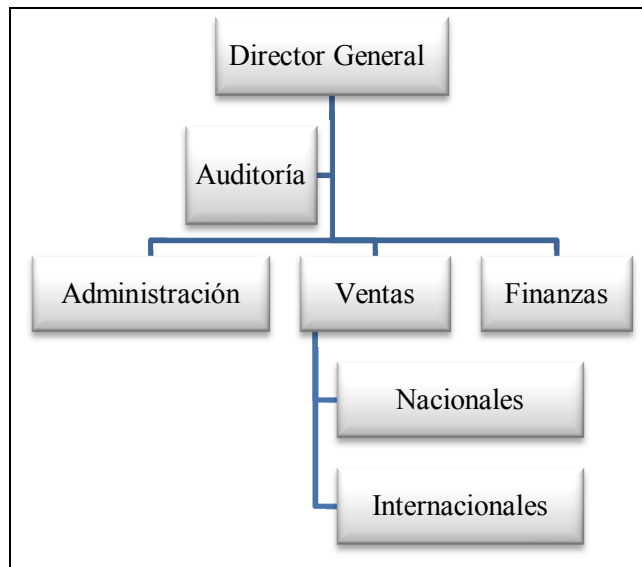 Director General
Auditoría
Administración
Ventas
Finanzas
Nacionales
Internacionales